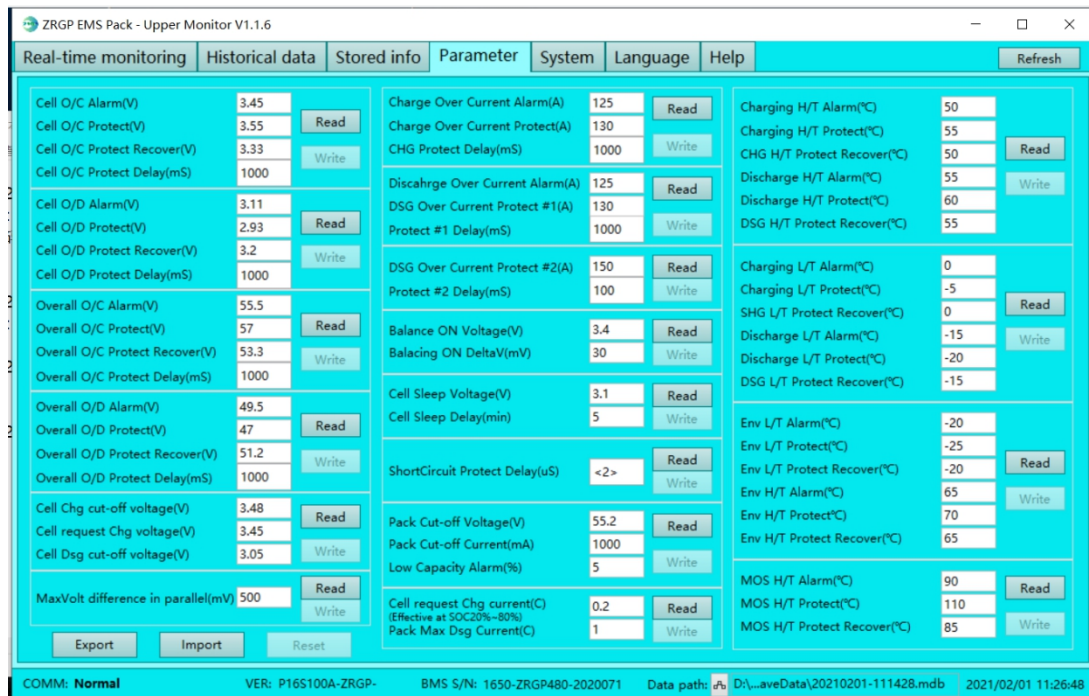 ZRGP EMS Pack - Upper Monitor V1.1.6
Real-time monitoring Historical data Stored info Parameter System Language Help Refresh
Cell O/C Alarm(V) 3.45
Cell O/C Protect(V) 3.55
Cell O/C Protect Recover(V) 3.33
Cell O/C Protect Delay(mS) 1000
Read
Write
Cell O/D Alarm(V) 3.11
Cell O/D Protect(V) 2.93
Cell O/D Protect Recover(V) 3.2
Cell O/D Protect Delay(mS) 1000
Read
Write
Overall O/C Alarm(V) 55.5
Overall O/C Protect(V) 57
Overall O/C Protect Recover(V) 53.3
Overall O/C Protect Delay(mS) 1000
Read
Write
Overall O/D Alarm(V) 49.5
Overall O/D Protect(V) 47
Overall O/D Protect Recover(V) 51.2
Overall O/D Protect Delay(mS) 1000
Read
Write
Cell Chg cut-off voltage(V) 3.48
Cell request Chg voltage(V) 3.45
Cell Dsg cut-off voltage(V) 3.05
Read
Write
MaxVolt difference in parallel(mV) 500
Read
Write
Export Import Reset
Charge Over Current Alarm(A) 125
Charge Over Current Protect(A) 130
CHG Protect Delay(mS) 1000
Read
Write
Discahrge Over Current Alarm(A) 125
DSG Over Current Protect #1(A) 130
Protect #1 Delay(mS) 1000
Read
Write
DSG Over Current Protect #2(A) 150
Protect #2 Delay(mS) 100
Read
Write
Balance ON Voltage(V) 3.4
Balacing ON DeltaV(mV) 30
Read
Write
Cell Sleep Voltage(V) 3.1
Cell Sleep Delay(min) 5
Read
Write
ShortCircuit Protect Delay(uS) <2>
Read
Write
Pack Cut-off Voltage(V) 55.2
Pack Cut-off Current(mA) 1000
Low Capacity Alarm(%) 5
Read
Write
Cell request Chg current(C) 0.2
(Effective at SOC20%~80%)
Pack Max Dsg Current(C) 1
Read
Write
Charging H/T Alarm(℃) 50
Charging H/T Protect(℃) 55
CHG H/T Protect Recover(℃) 50
Discharge H/T Alarm(℃) 55
Discharge H/T Protect(℃) 60
DSG H/T Protect Recover(℃) 55
Read
Write
Charging L/T Alarm(℃) 0
Charging L/T Protect(℃) -5
SHG L/T Protect Recover(℃) 0
Discharge L/T Alarm(℃) -15
Discharge L/T Protect(℃) -20
DSG L/T Protect Recover(℃) -15
Read
Write
Env L/T Alarm(℃) -20
Env L/T Protect(℃) -25
Env L/T Protect Recover(℃) -20
Env H/T Alarm(℃) 65
Env H/T Protect℃) 70
Env H/T Protect Recover(℃) 65
Read
Write
MOS H/T Alarm(℃) 90
MOS H/T Protect(℃) 110
MOS H/T Protect Recover(℃) 85
Read
Write
COMM: Normal VER: P16S100A-ZRGP- BMS S/N: 1650-ZRGP480-2020071 Data path: D:\...aveData\20210201-111428.mdb 2021/02/01 11:26:48